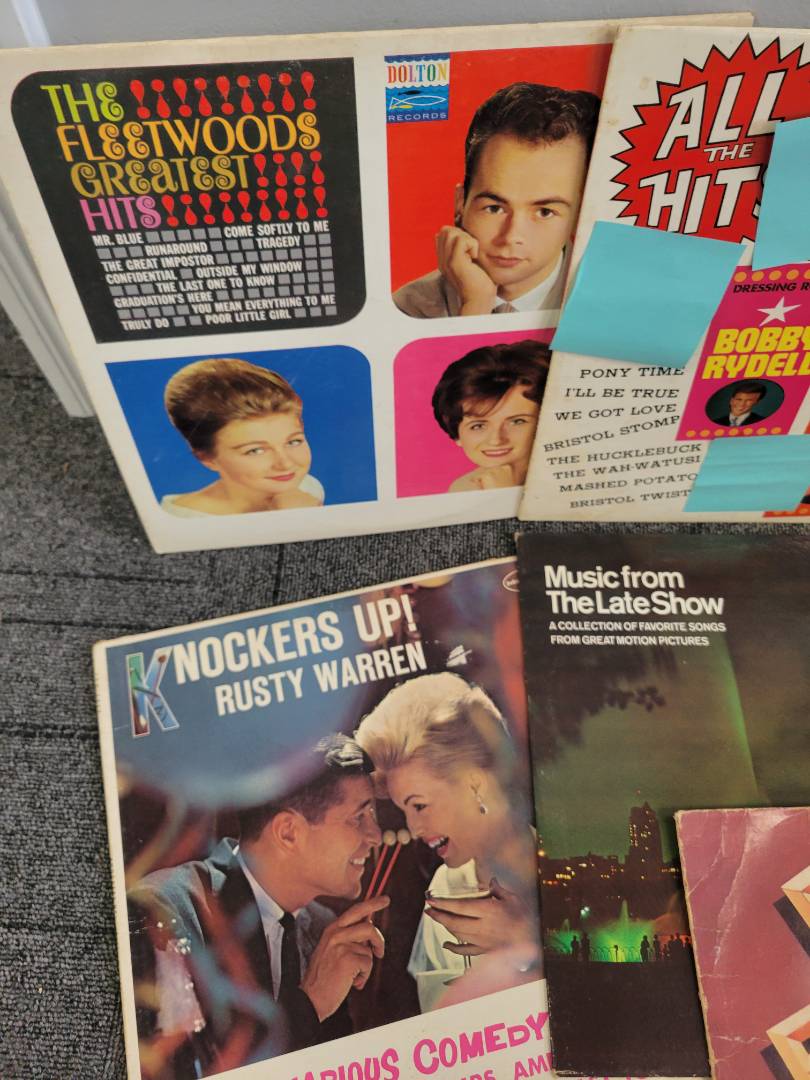 THE
FLEETWOODS
GREATEST
HITS
MR. BLUE COME SOFTLY TO ME
RUNAROUND TRAGEDY
THE GREAT IMPOSTOR
CONFIDENTIAL OUTSIDE MY WINDOW
THE LAST ONE TO KNOW
GRADUATION'S HERE YOU MEAN EVERYTHING TO ME
TRULY DO POOR LITTLE GIRL
DOLTON
RECORDS
ALL
THE
HITS
DRESSING
BOBBY
RYDELL
PONY TIME
I'LL BE TRUE
WE GOT LOVE
BRISTOL STOMP
THE HUCKLEBUCK
THE WAH-WATUSI
MASHED POTATO
BRISTOL TWIST
KNOCKERS UP!
RUSTY WARREN
COMEDY
Music from
The Late Show
A COLLECTION OF FAVORITE SONGS
FROM GREAT MOTION PICTURES